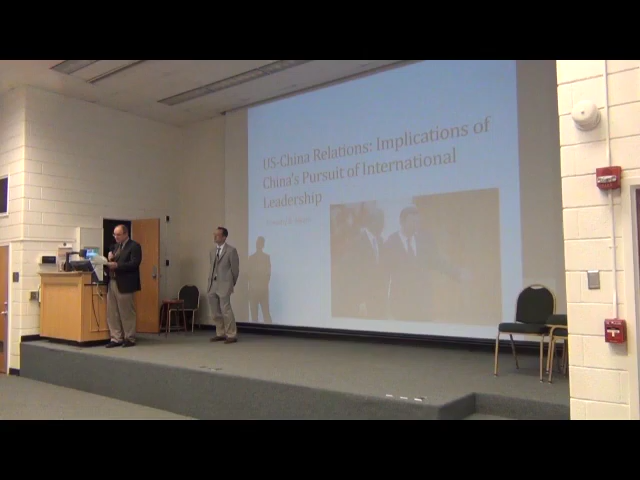 US-China Relations: Implications of
China's Pursuit of International
Leadership